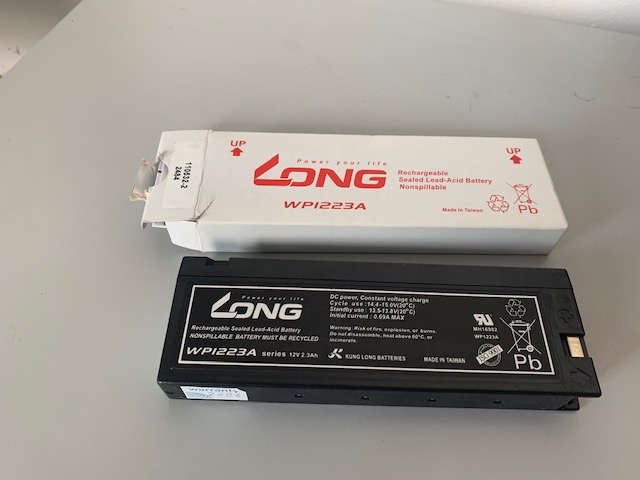 UP
Power your life
LONG
WP1223A
Rechargeable
Sealed Lead-Acid Battery
Nonspillable
UP
Made in Taiwan
Pb
110532-2
2484
Power your life
LONG
Rechargeable Sealed Lead-Acid Battery
NONSPILLABLE BATTERY MUST BE RECYCLED
WP1223A series 12V 2.3Ah
DC power, Constant voltage charge
Cycle use : 14.4-15.0V(20°C)
Standby use : 13.5-13.8V(20°C)
Initial current : 0.69A MAX
Warning: Risk of fire, explosion, or burns.
Do not disassemble, heat above 60°C, or
incinerate.
KUNG LONG BATTERIES
MADE IN TAIWAN
MH16982
WP1223A
Pb
warranty